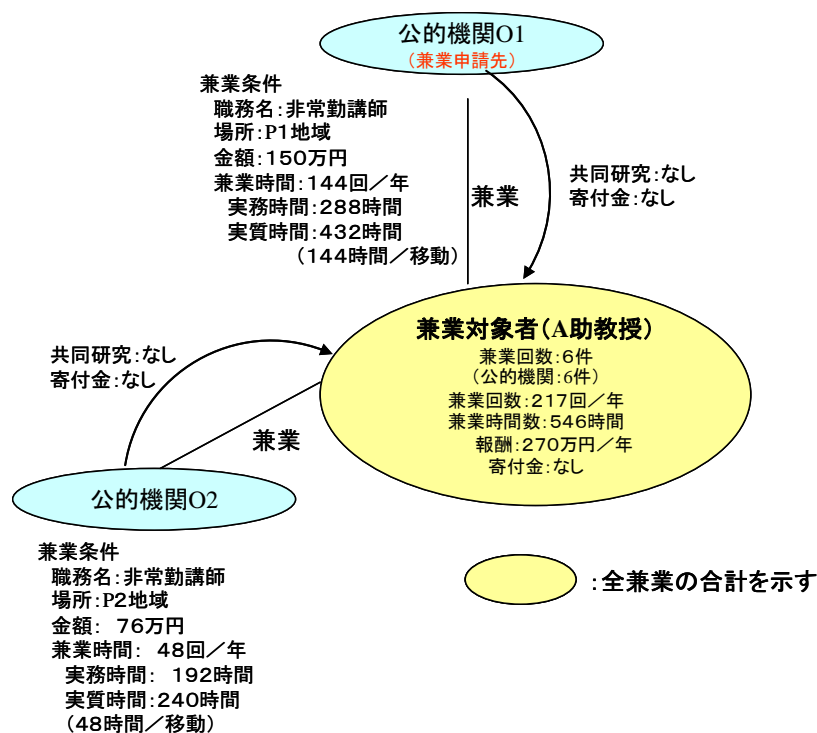 公的機関O1
（兼業申請先）
兼業条件
職務名：非常勤講師
場所：P1地域
金額：150万円
兼業時間：144回／年
実務時間：288時間
実質時間：432時間
（144時間／移動）
兼業
共同研究：なし
寄付金：なし
兼業対象者（A助教授）
兼業回数：6件
（公的機関：6件）
兼業回数：217回／年
兼業時間数：546時間
報酬：270万円／年
寄付金：なし
共同研究：なし
寄付金：なし
兼業
公的機関O2
兼業条件
職務名：非常勤講師
場所：P2地域
金額： 76万円
兼業時間： 48回／年
実務時間： 192時間
実質時間：240時間
（48時間／移動）
：全兼業の合計を示す